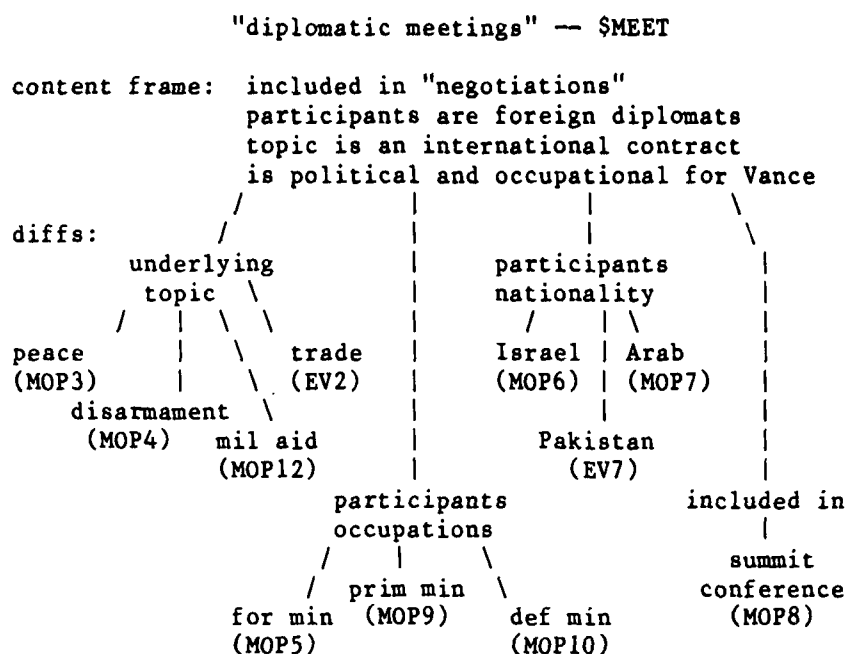 "diplomatic meetings" — $MEET
content frame: included in "negotiations"
participants are foreign diplomats
topic is an international contract
is political and occupational for Vance
diffs:
underlying participants
topic nationality
peace trade Israel Arab
(MOP3) (EV2) (MOP6) (MOP7)
disarmament
(MOP4) mil aid Pakistan
(MOP12) (EV7)
participants included in
occupations
summit
prim min conference
for min (MOP9) def min (MOP8)
(MOP5) (MOP10)